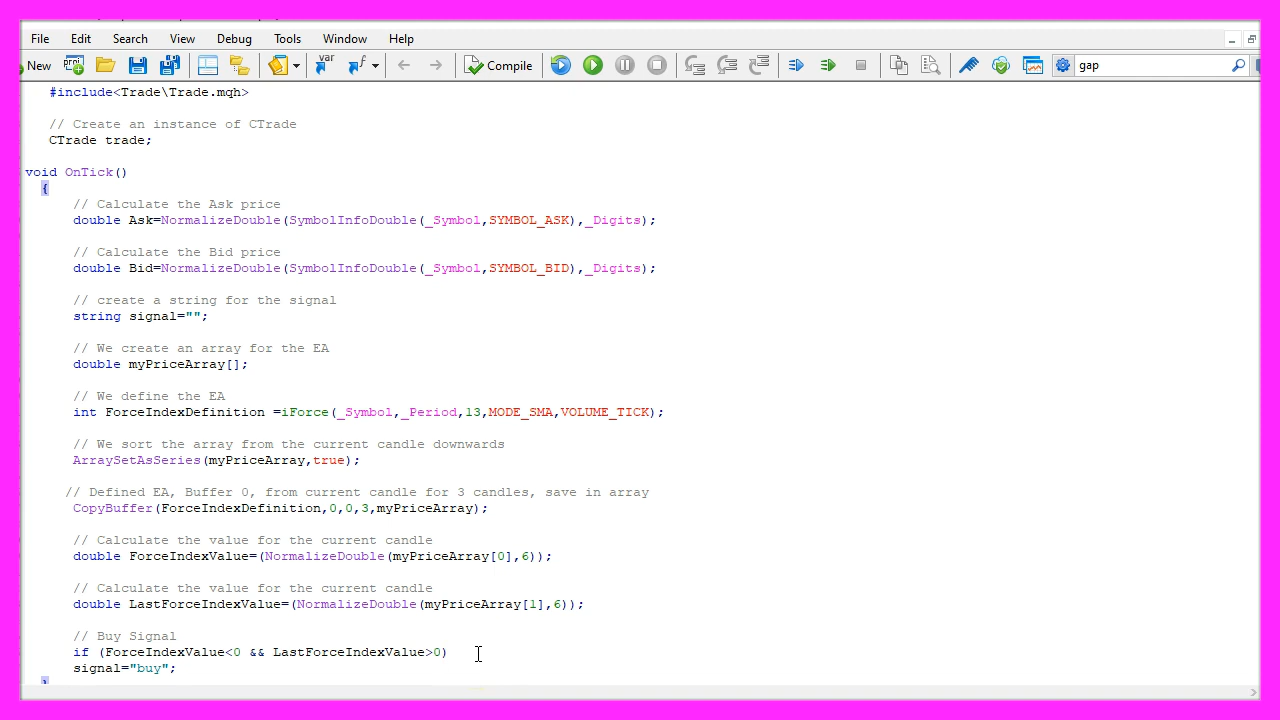 File Edit Search View Debug Tools Window Help
New proj var f Compile gap
#include<Trade\Trade.mqh>
// Create an instance of CTrade
CTrade trade;
void OnTick()
{
// Calculate the Ask price
double Ask=NormalizeDouble(SymbolInfoDouble(_Symbol,SYMBOL_ASK),_Digits);
// Calculate the Bid price
double Bid=NormalizeDouble(SymbolInfoDouble(_Symbol,SYMBOL_BID),_Digits);
// create a string for the signal
string signal="";
// We create an array for the EA
double myPriceArray[];
// We define the EA
int ForceIndexDefinition =iForce(_Symbol,_Period,13,MODE_SMA,VOLUME_TICK);
// We sort the array from the current candle downwards
ArraySetAsSeries(myPriceArray,true);
// Defined EA, Buffer 0, from current candle for 3 candles, save in array
CopyBuffer(ForceIndexDefinition,0,0,3,myPriceArray);
// Calculate the value for the current candle
double ForceIndexValue=(NormalizeDouble(myPriceArray[0],6));
// Calculate the value for the current candle
double LastForceIndexValue=(NormalizeDouble(myPriceArray[1],6));
// Buy Signal
if (ForceIndexValue<0 && LastForceIndexValue>0)
signal="buy";